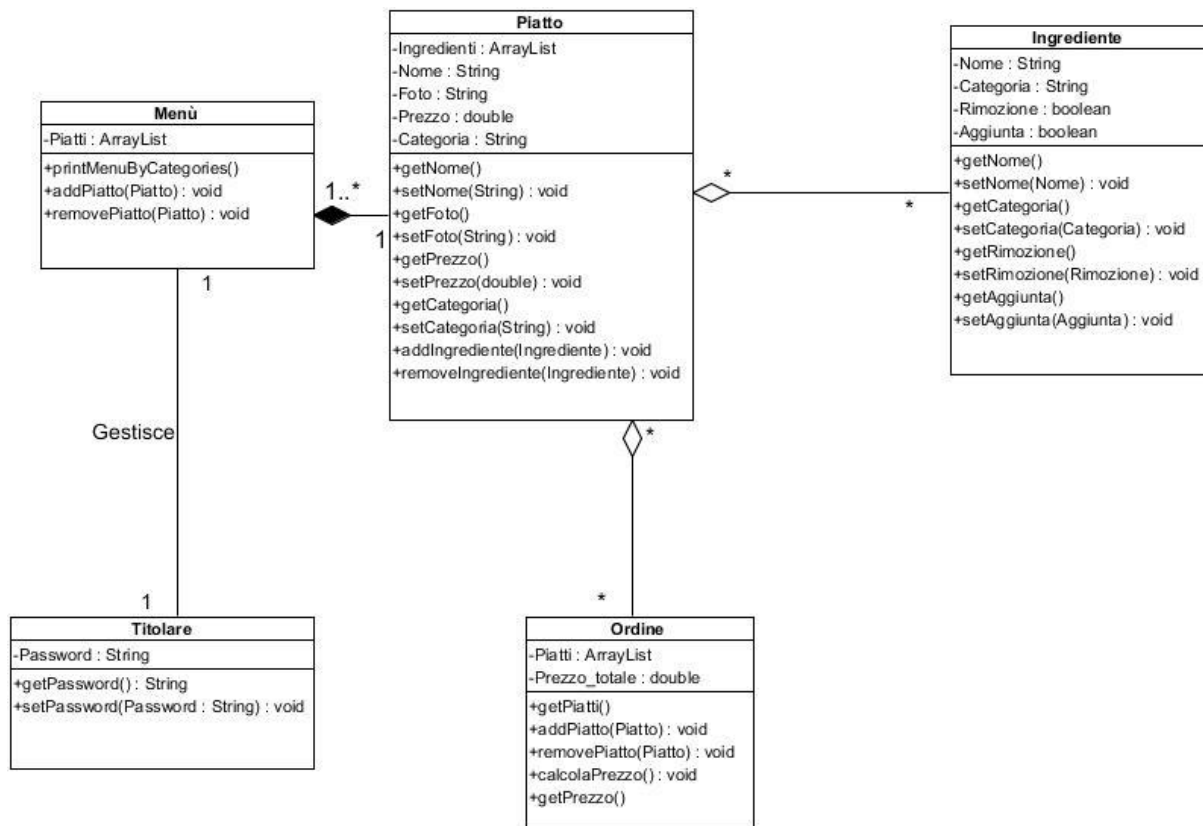 Menù
-Piatti : ArrayList
+printMenuByCategories()
+addPiatto(Piatto) : void
+removePiatto(Piatto) : void
1..*
1
Piatto
-Ingredienti : ArrayList
-Nome : String
-Foto : String
-Prezzo : double
-Categoria : String
+getNome()
+setNome(String) : void
+getFoto()
+setFoto(String) : void
+getPrezzo()
+setPrezzo(double) : void
+getCategoria()
+setCategoria(String) : void
+addIngrediente(Ingrediente) : void
+removeIngrediente(Ingrediente) : void
*
*
Ingrediente
-Nome : String
-Categoria : String
-Rimozione : boolean
-Aggiunta : boolean
+getNome()
+setNome(Nome) : void
+getCategoria()
+setCategoria(Categoria) : void
+getRimozione()
+setRimozione(Rimozione) : void
+getAggiunta()
+setAggiunta(Aggiunta) : void
1
Gestisce
1
Titolare
-Password : String
+getPassword() : String
+setPassword(Password : String) : void
*
*
Ordine
-Piatti : ArrayList
-Prezzo_totale : double
+getPiatti()
+addPiatto(Piatto) : void
+removePiatto(Piatto) : void
+calcolaPrezzo() : void
+getPrezzo()